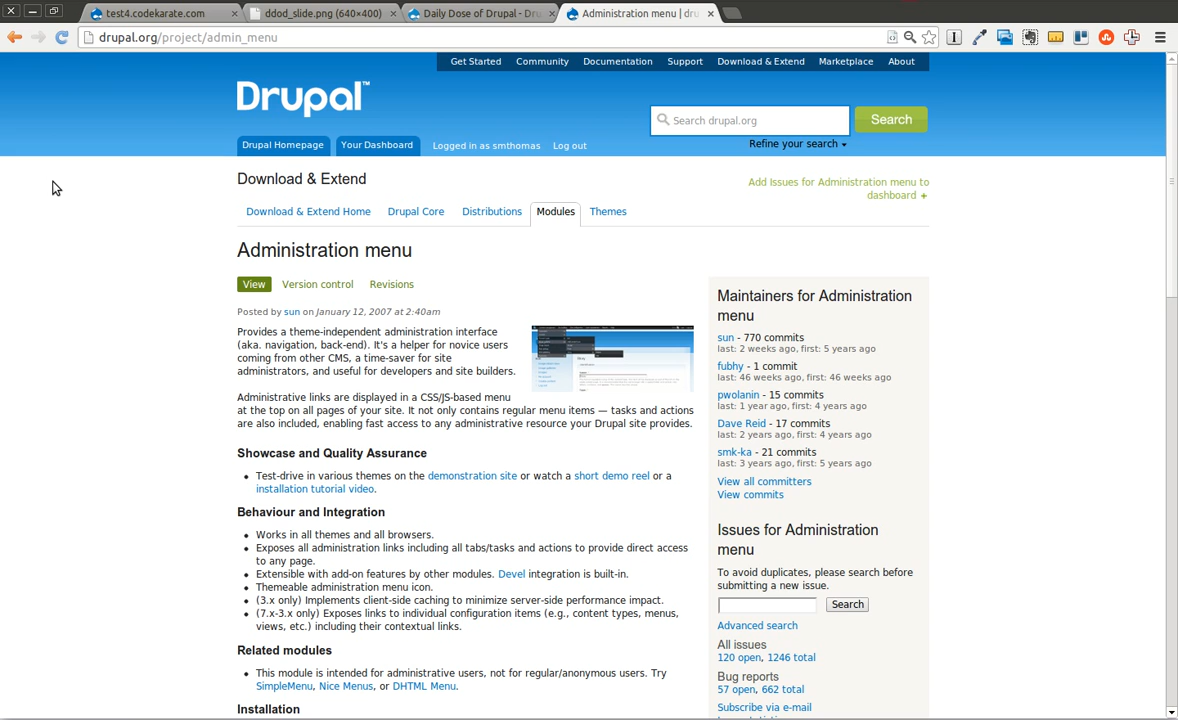 test4.codekarate.com
ddod_slide.png (640×400)
Daily Dose of Drupal - Dru
Administration menu | dru
drupal.org/project/admin_menu
Get Started Community Documentation Support Download & Extend Marketplace About
Drupal™
Search drupal.org
Search
Refine your search
Drupal Homepage
Your Dashboard
Logged in as smthomas
Log out
Download & Extend
Add Issues for Administration menu to
dashboard +
Download & Extend Home Drupal Core Distributions Modules Themes
Administration menu
View Version control Revisions
Posted by sun on January 12, 2007 at 2:40am
Provides a theme-independent administration interface
(aka. navigation, back-end). It's a helper for novice users
coming from other CMS, a time-saver for site
administrators, and useful for developers and site builders.
Administrative links are displayed in a CSS/JS-based menu
at the top on all pages of your site. It not only contains regular menu items — tasks and actions
are also included, enabling fast access to any administrative resource your Drupal site provides.
Showcase and Quality Assurance
Test-drive in various themes on the demonstration site or watch a short demo reel or a
installation tutorial video.
Behaviour and Integration
Works in all themes and all browsers.
Exposes all administration links including all tabs/tasks and actions to provide direct access
to any page.
Extensible with add-on features by other modules. Devel integration is built-in.
Themeable administration menu icon.
(3.x only) Implements client-side caching to minimize server-side performance impact.
(7.x-3.x only) Exposes links to individual configuration items (e.g., content types, menus,
views, etc.) including their contextual links.
Related modules
This module is intended for administrative users, not for regular/anonymous users. Try
SimpleMenu, Nice Menus, or DHTML Menu.
Installation
Maintainers for Administration
menu
sun - 770 commits
last: 2 weeks ago, first: 5 years ago
fubhy - 1 commit
last: 46 weeks ago, first: 46 weeks ago
pwolanin - 15 commits
last: 1 year ago, first: 4 years ago
Dave Reid - 17 commits
last: 2 years ago, first: 4 years ago
smk-ka - 21 commits
last: 3 years ago, first: 5 years ago
View all committers
View commits
Issues for Administration
menu
To avoid duplicates, please search before
submitting a new issue.
Search
Advanced search
All issues
120 open, 1246 total
Bug reports
57 open, 662 total
Subscribe via e-mail